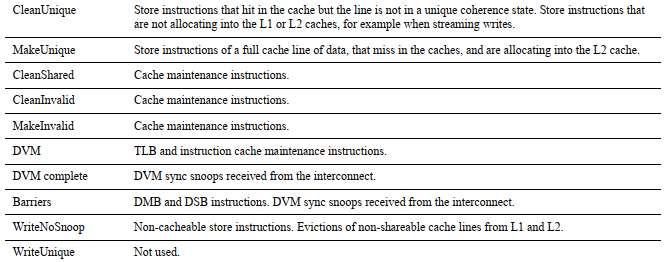 CleanUnique Store instructions that hit in the cache but the line is not in a unique coherence state. Store instructions that
are not allocating into the L1 or L2 caches, for example when streaming writes.
MakeUnique Store instructions of a full cache line of data, that miss in the caches, and are allocating into the L2 cache.
CleanShared Cache maintenance instructions.
CleanInvalid Cache maintenance instructions.
MakeInvalid Cache maintenance instructions.
DVM TLB and instruction cache maintenance instructions.
DVM complete DVM sync snoops received from the interconnect.
Barriers DMB and DSB instructions. DVM sync snoops received from the interconnect.
WriteNoSnoop Non-cacheable store instructions. Evictions of non-shareable cache lines from L1 and L2.
WriteUnique Not used.